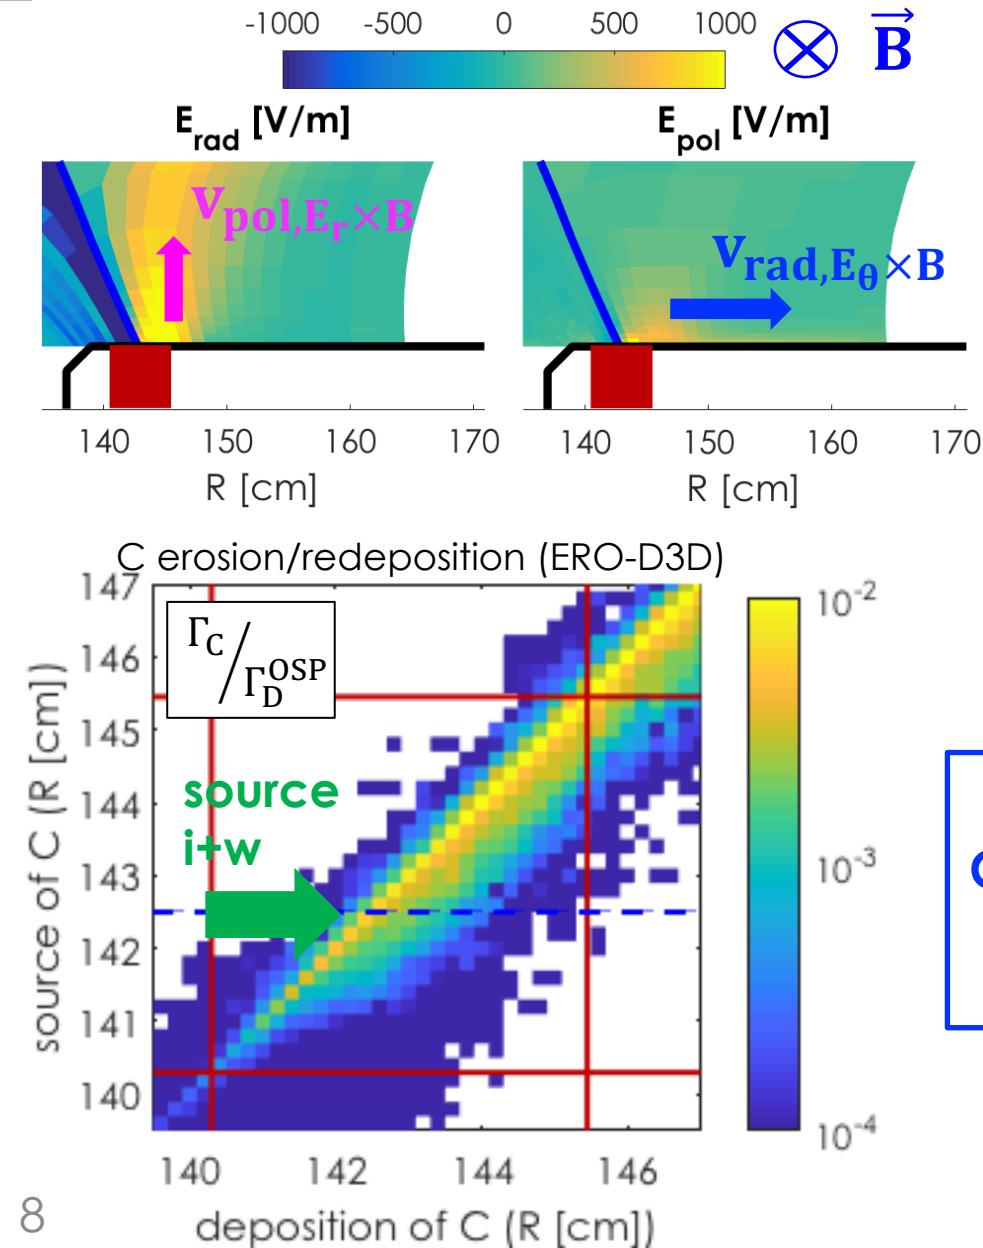 -1000 -500 0 500 1000
B
E_rad [V/m]
E_pol [V/m]
v_pol,E_r×B
v_rad,E_θ×B
140 150 160 170
R [cm]
140 150 160 170
R [cm]
C erosion/redeposition (ERO-D3D)
147
146
145
144
143
142
141
140
source of C (R [cm])
Γ_C/Γ_D^OSP
source
i+w
10^-2
10^-3
10^-4
140 142 144 146
deposition of C (R [cm])
8